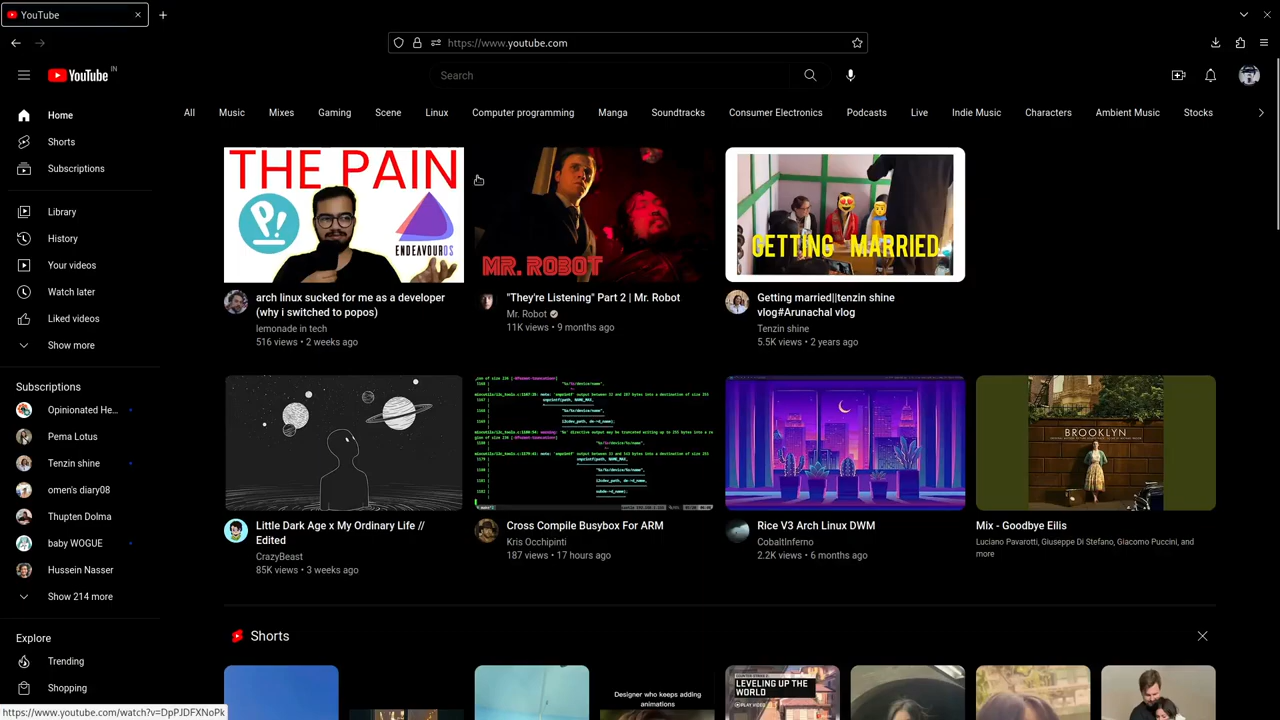 YouTube
https://www.youtube.com
YouTube IN
Search
Home
Shorts
Subscriptions
Library
History
Your videos
Watch later
Liked videos
Show more
Subscriptions
Opinionated He...
Pema Lotus
Tenzin shine
omen's diary08
Thupten Dolma
baby WOGUE
Hussein Nasser
Show 214 more
Explore
Trending
Shopping
https://www.youtube.com/watch?v=DpPJDFXNoPk
All Music Mixes Gaming Scene Linux Computer programming Manga Soundtracks Consumer Electronics Podcasts Live Indie Music Characters Ambient Music Stocks
THE PAIN
P!
ENDEAVOUROS
arch linux sucked for me as a developer
(why i switched to popos)
lemonade in tech
516 views • 2 weeks ago
MR. ROBOT
"They're Listening" Part 2 | Mr. Robot
Mr. Robot
11K views • 9 months ago
GETTING MARRIED
Getting married||tenzin shine
vlog#Arunachal vlog
Tenzin shine
5.5K views • 2 years ago
Little Dark Age x My Ordinary Life //
Edited
CrazyBeast
85K views • 3 weeks ago
Cross Compile Busybox For ARM
Kris Occhipinti
187 views • 17 hours ago
Rice V3 Arch Linux DWM
CobaltInferno
2.2K views • 6 months ago
BROOKLYN
Mix - Goodbye Eilis
Luciano Pavarotti, Giuseppe Di Stefano, Giacomo Puccini, and
more
Shorts
Designer who keeps adding
animations
LEVELING UP THE
WORLD
PLAY VIDEO